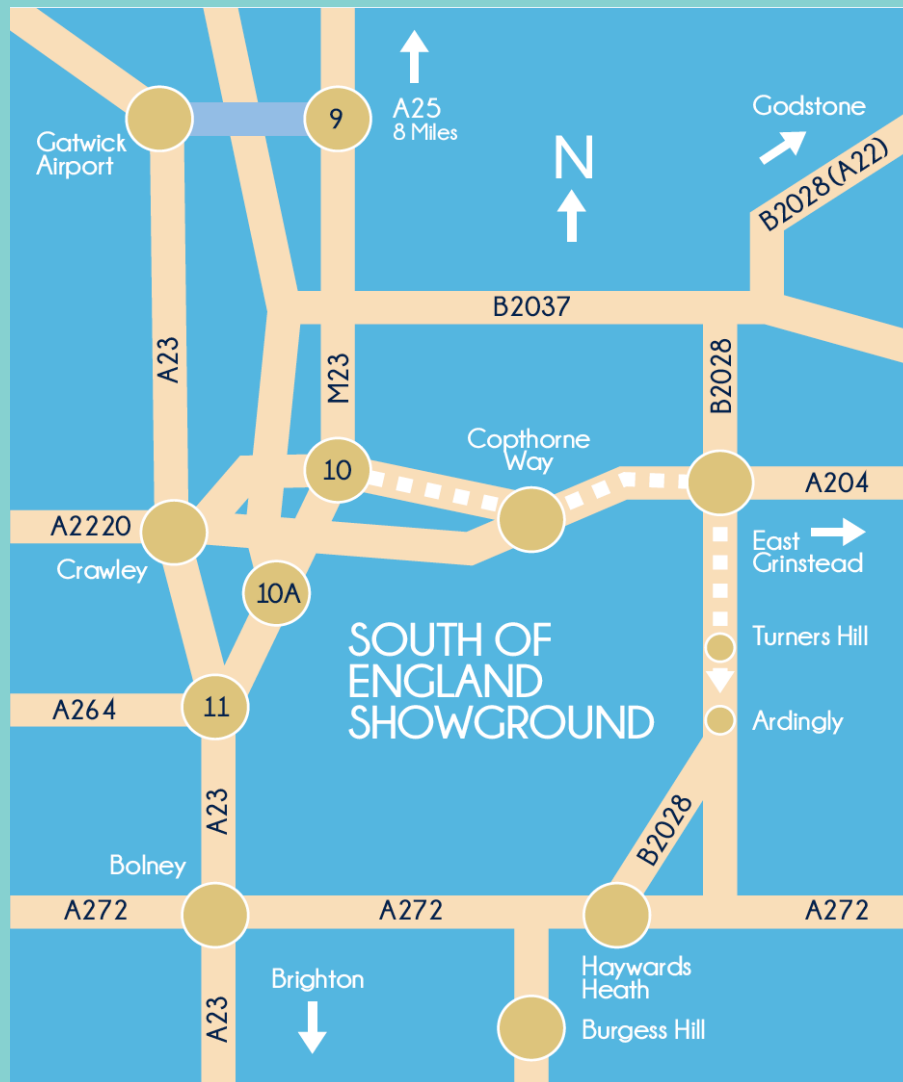 A25
8 Miles
Godstone
9
Gatwick
Airport
N
B2028 (A22)
B2037
A23
M23
B2028
Copthorne
Way
10
A204
A2220
Crawley
East
Grinstead
10A
SOUTH OF
ENGLAND
SHOWGROUND
Turners Hill
A264
11
Ardingly
A23
B2028
Bolney
A272
A272
A272
Haywards
Heath
Brighton
A23
Burgess Hill